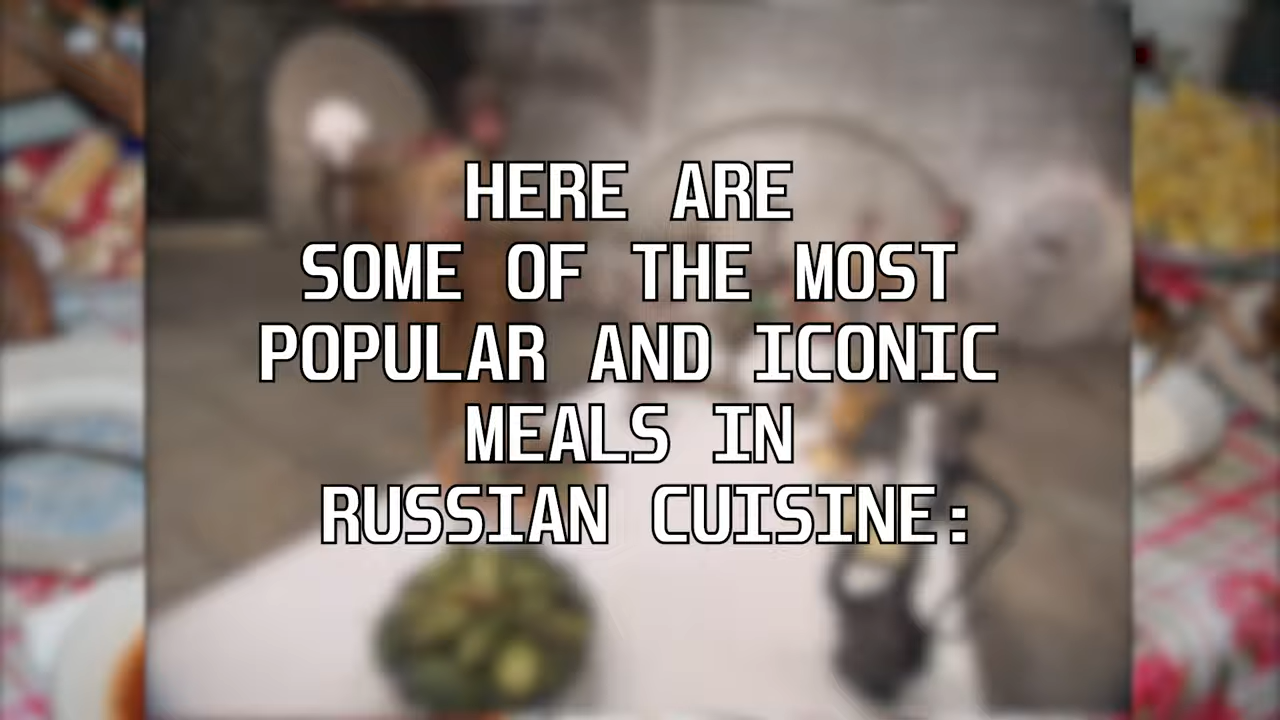 HERE ARE
SOME OF THE MOST
POPULAR AND ICONIC
MEALS IN
RUSSIAN CUISINE: